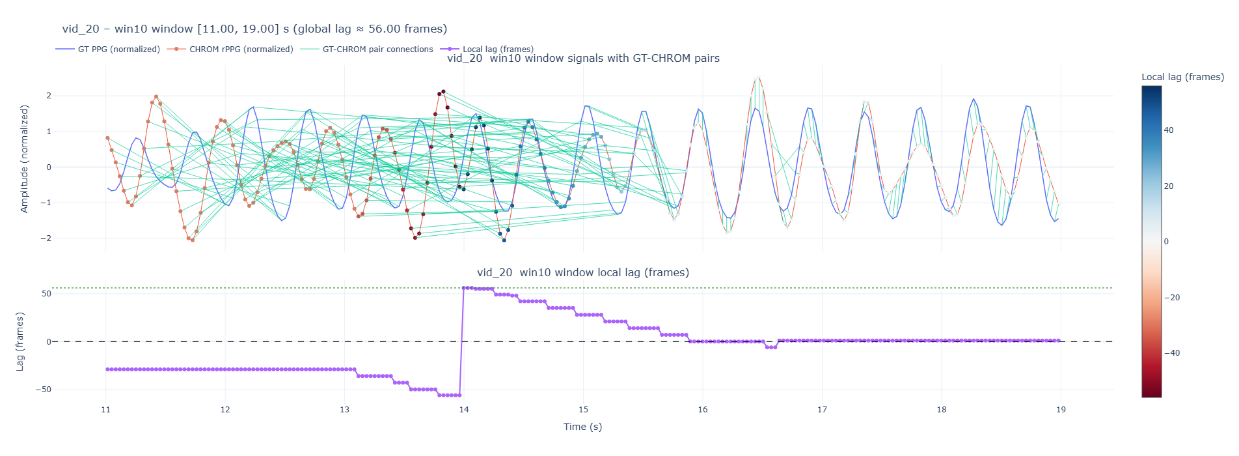 vid_20 – win10 window [11.00, 19.00] s (global lag ≈ 56.00 frames)
GT PPG (normalized) CHROM rPPG (normalized) GT-CHROM pair connections Local lag (frames)
vid_20 win10 window signals with GT-CHROM pairs
Local lag (frames)
Amplitude (normalized)
2
1
0
−1
−2
40
20
0
−20
−40
vid_20 win10 window local lag (frames)
Lag (frames)
50
0
−50
11 12 13 14 15 16 17 18 19
Time (s)